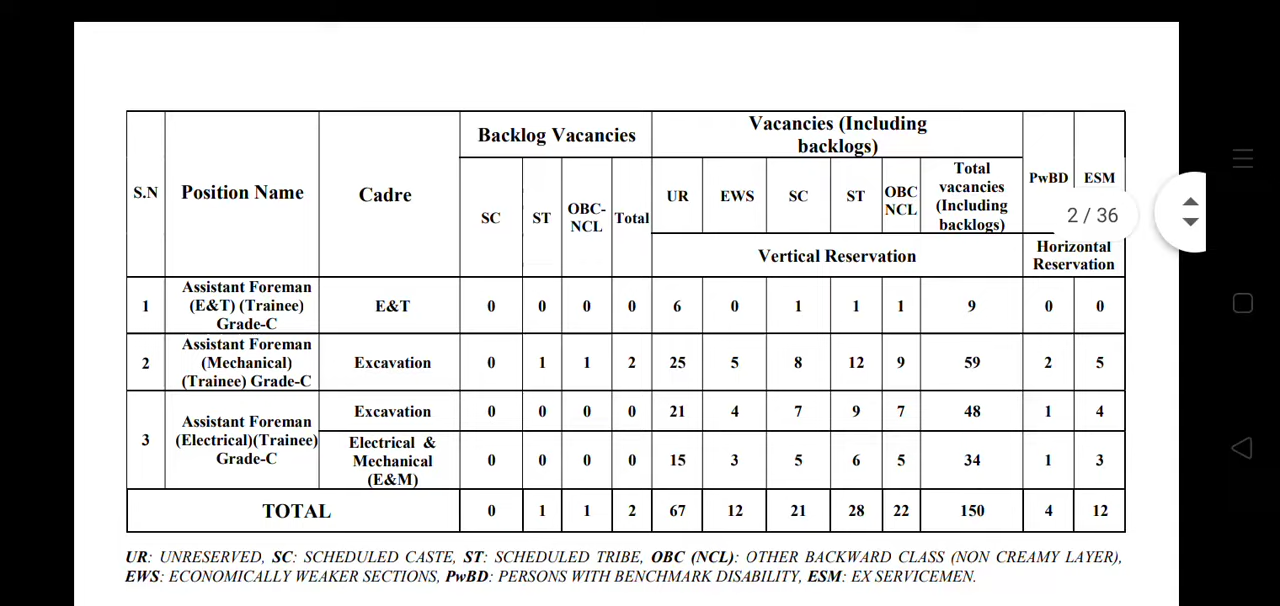 Backlog Vacancies
Vacancies (Including
backlogs)
S.N
Position Name
Cadre
SC
ST
OBC-
NCL
Total
UR
EWS
SC
ST
OBC
NCL
Total
vacancies
(Including
backlogs)
PwBD
ESM
2 / 36
Vertical Reservation
Horizontal
Reservation
1
Assistant Foreman
(E&T) (Trainee)
Grade-C
E&T
0 0 0 0 6 0 1 1 1 9 0 0
2
Assistant Foreman
(Mechanical)
(Trainee) Grade-C
Excavation
0 1 1 2 25 5 8 12 9 59 2 5
3
Assistant Foreman
(Electrical)(Trainee)
Grade-C
Excavation
0 0 0 0 21 4 7 9 7 48 1 4
Electrical &
Mechanical
(E&M)
0 0 0 0 15 3 5 6 5 34 1 3
TOTAL 0 1 1 2 67 12 21 28 22 150 4 12
UR: UNRESERVED, SC: SCHEDULED CASTE, ST: SCHEDULED TRIBE, OBC (NCL): OTHER BACKWARD CLASS (NON CREAMY LAYER),
EWS: ECONOMICALLY WEAKER SECTIONS, PwBD: PERSONS WITH BENCHMARK DISABILITY, ESM: EX SERVICEMEN.